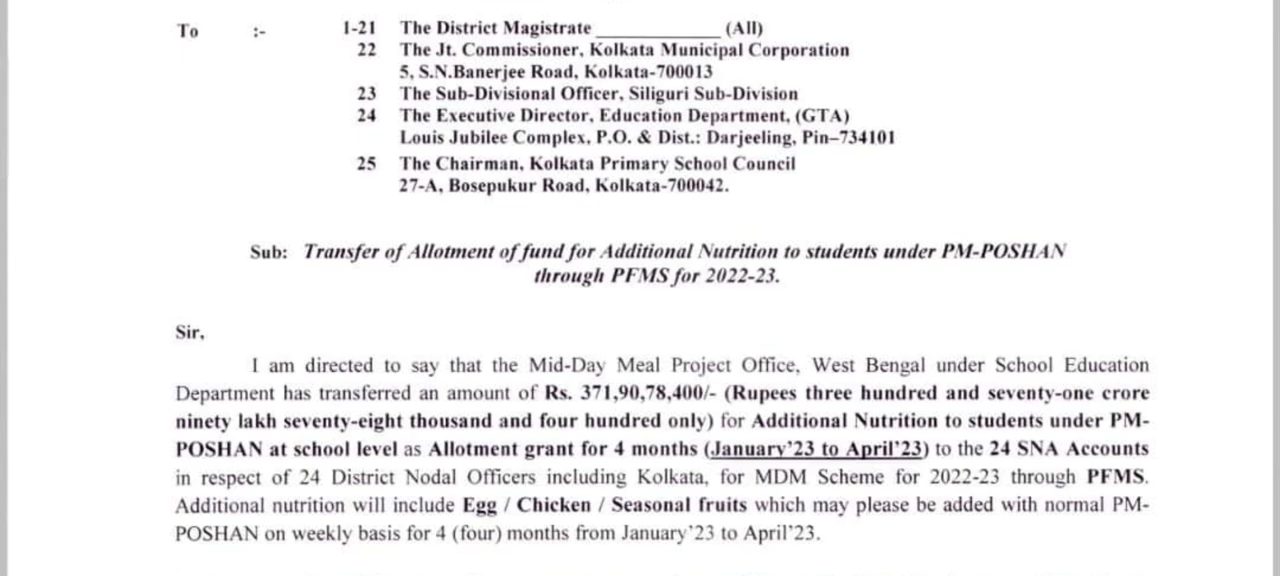 To :- 1-21 The District Magistrate ____________ (All)
22 The Jt. Commissioner, Kolkata Municipal Corporation
5, S.N.Banerjee Road, Kolkata-700013
23 The Sub-Divisional Officer, Siliguri Sub-Division
24 The Executive Director, Education Department, (GTA)
Louis Jubilee Complex, P.O. & Dist.: Darjeeling, Pin–734101
25 The Chairman, Kolkata Primary School Council
27-A, Bosepukur Road, Kolkata-700042.
Sub: Transfer of Allotment of fund for Additional Nutrition to students under PM-POSHAN
through PFMS for 2022-23.
Sir,
I am directed to say that the Mid-Day Meal Project Office, West Bengal under School Education
Department has transferred an amount of Rs. 371,90,78,400/- (Rupees three hundred and seventy-one crore
ninety lakh seventy-eight thousand and four hundred only) for Additional Nutrition to students under PM-
POSHAN at school level as Allotment grant for 4 months (January’23 to April’23) to the 24 SNA Accounts
in respect of 24 District Nodal Officers including Kolkata, for MDM Scheme for 2022-23 through PFMS.
Additional nutrition will include Egg / Chicken / Seasonal fruits which may please be added with normal PM-
POSHAN on weekly basis for 4 (four) months from January’23 to April’23.